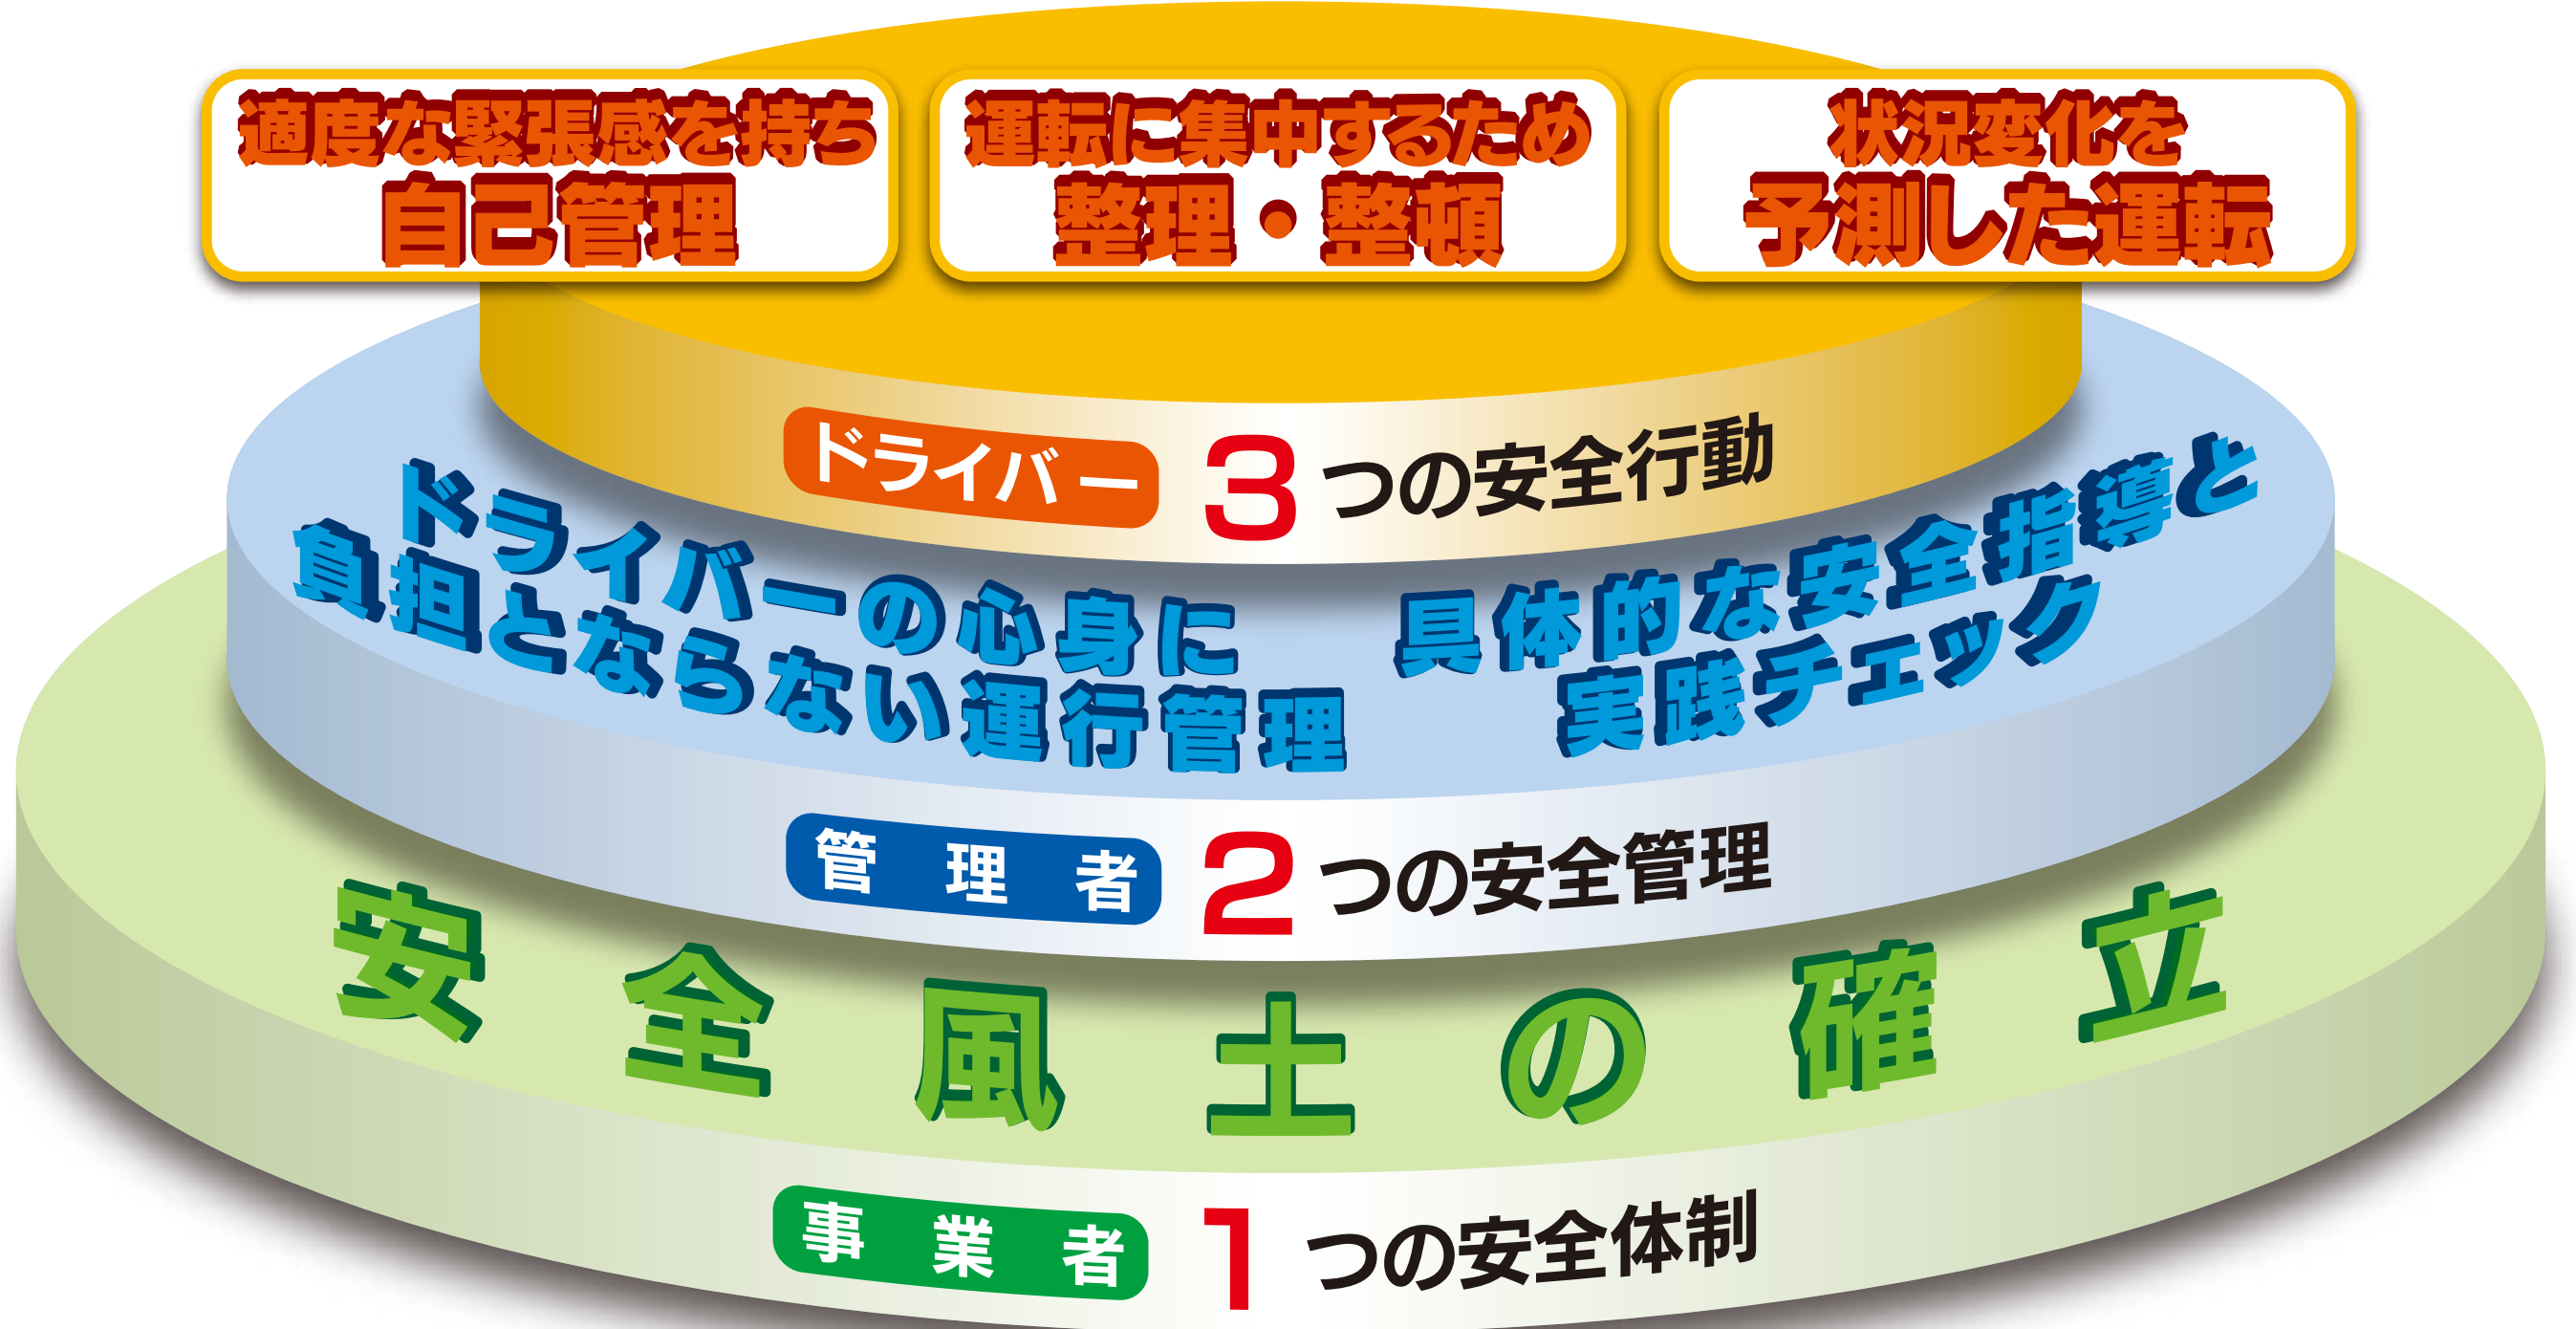 適度な緊張感を持ち
自己管理
運転に集中するため
整理・整頓
状況変化を
予測した運転
ドライバー 3つの安全行動
ドライバーの心身に
負担とならない運行管理
具体的な安全指導と
実践チェック
管理者 2つの安全管理
安全風土の確立
事業者 1つの安全体制